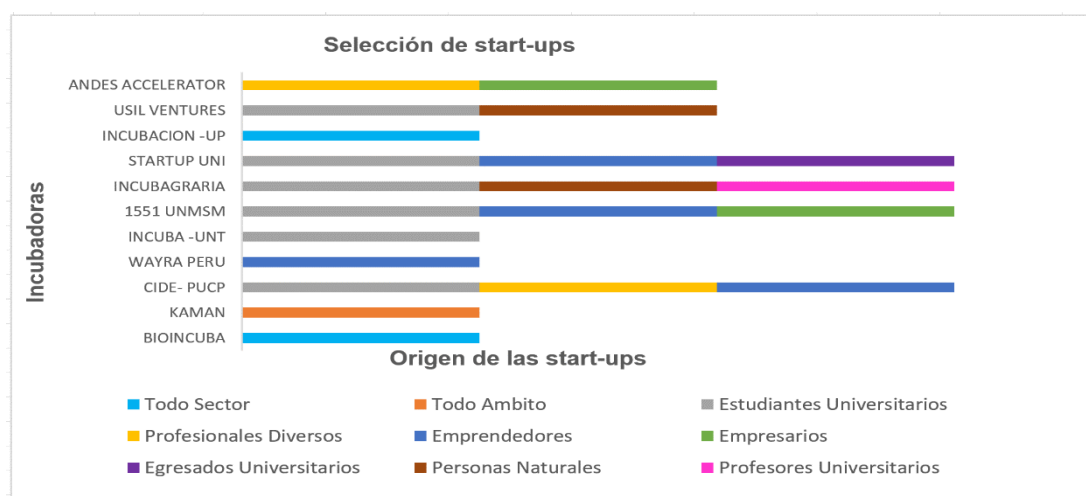 Selección de start-ups
Incubadoras
ANDES ACCELERATOR
USIL VENTURES
INCUBACION -UP
STARTUP UNI
INCUBAGRARIA
1551 UNMSM
INCUBA -UNT
WAYRA PERU
CIDE- PUCP
KAMAN
BIOINCUBA
Origen de las start-ups
Todo Sector Todo Ambito Estudiantes Universitarios
Profesionales Diversos Emprendedores Empresarios
Egresados Universitarios Personas Naturales Profesores Universitarios